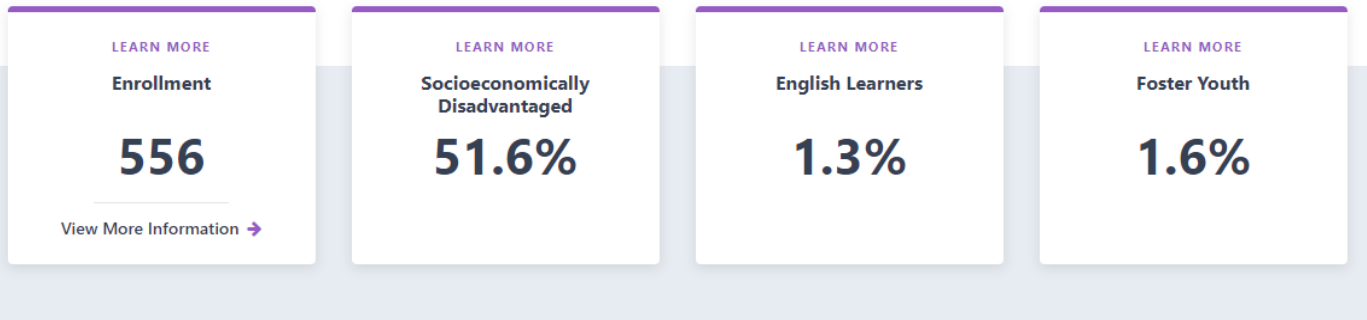 LEARN MORE
Enrollment
556
View More Information
LEARN MORE
Socioeconomically
Disadvantaged
51.6%
LEARN MORE
English Learners
1.3%
LEARN MORE
Foster Youth
1.6%